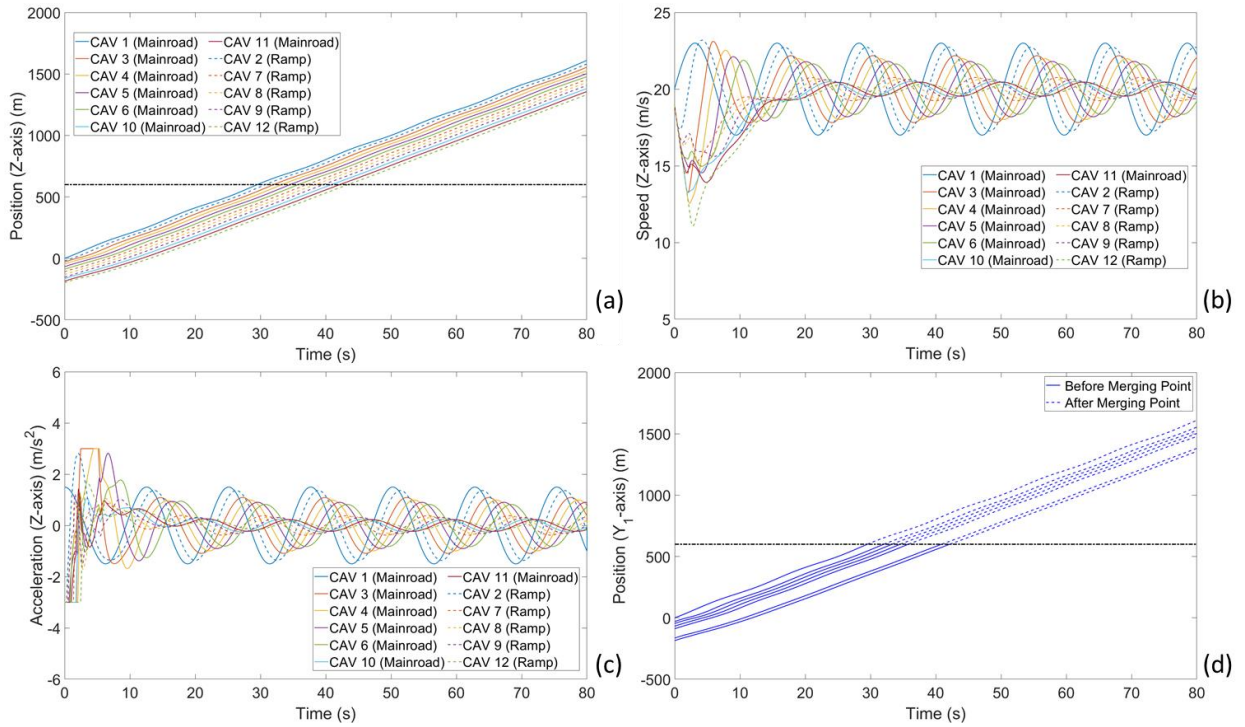 2000
1500
1000
500
0
-500
Position (Z-axis) (m)
CAV 1 (Mainroad) CAV 11 (Mainroad)
CAV 3 (Mainroad) CAV 2 (Ramp)
CAV 4 (Mainroad) CAV 7 (Ramp)
CAV 5 (Mainroad) CAV 8 (Ramp)
CAV 6 (Mainroad) CAV 9 (Ramp)
CAV 10 (Mainroad) CAV 12 (Ramp)
0 10 20 30 40 50 60 70 80
Time (s)
(a)
25
20
15
10
5
Speed (Z-axis) (m/s)
CAV 1 (Mainroad) CAV 11 (Mainroad)
CAV 3 (Mainroad) CAV 2 (Ramp)
CAV 4 (Mainroad) CAV 7 (Ramp)
CAV 5 (Mainroad) CAV 8 (Ramp)
CAV 6 (Mainroad) CAV 9 (Ramp)
CAV 10 (Mainroad) CAV 12 (Ramp)
0 10 20 30 40 50 60 70 80
Time (s)
(b)
6
4
2
0
-2
-4
-6
Acceleration (Z-axis) (m/s²)
CAV 1 (Mainroad) CAV 11 (Mainroad)
CAV 3 (Mainroad) CAV 2 (Ramp)
CAV 4 (Mainroad) CAV 7 (Ramp)
CAV 5 (Mainroad) CAV 8 (Ramp)
CAV 6 (Mainroad) CAV 9 (Ramp)
CAV 10 (Mainroad) CAV 12 (Ramp)
0 10 20 30 40 50 60 70 80
Time (s)
(c)
2000
1500
1000
500
0
-500
Position (Y₁-axis) (m)
Before Merging Point
After Merging Point
0 10 20 30 40 50 60 70 80
Time (s)
(d)